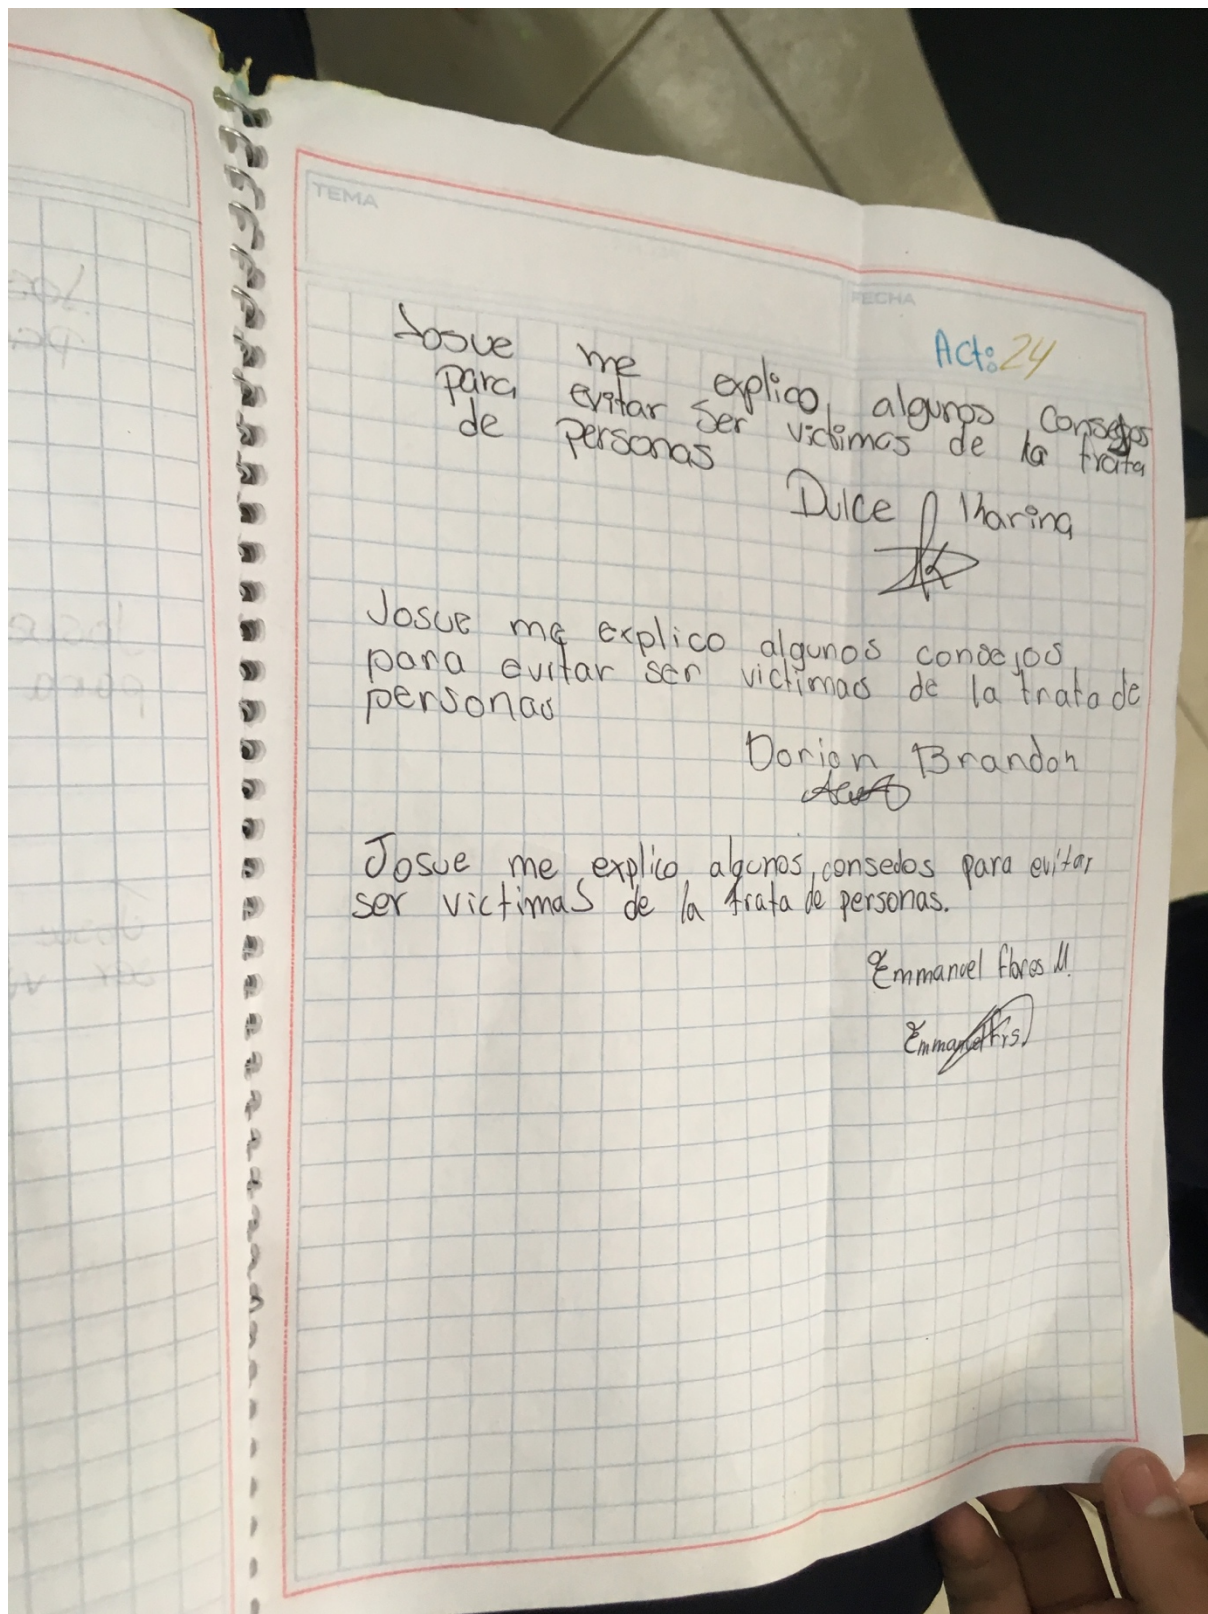 TEMA
FECHA
Act: 24
Josue me explico algunos consejos
para evitar ser victimas de la trata
de personas
Dulce Karina
Josue me explico algunos consejos
para evitar ser victimas de la trata de
personas
Dorian Brandon
Josue me explico algunos consedos para evitar
ser victimas de la trata de personas.
Emmanuel flores M.